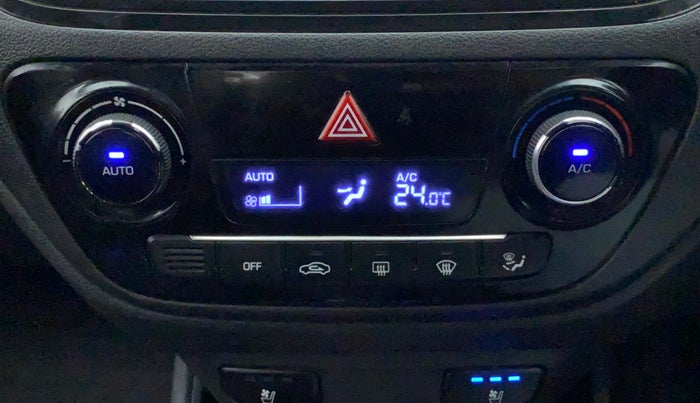 AUTO
A/C
24.0°C
AUTO
- +
A/C
OFF